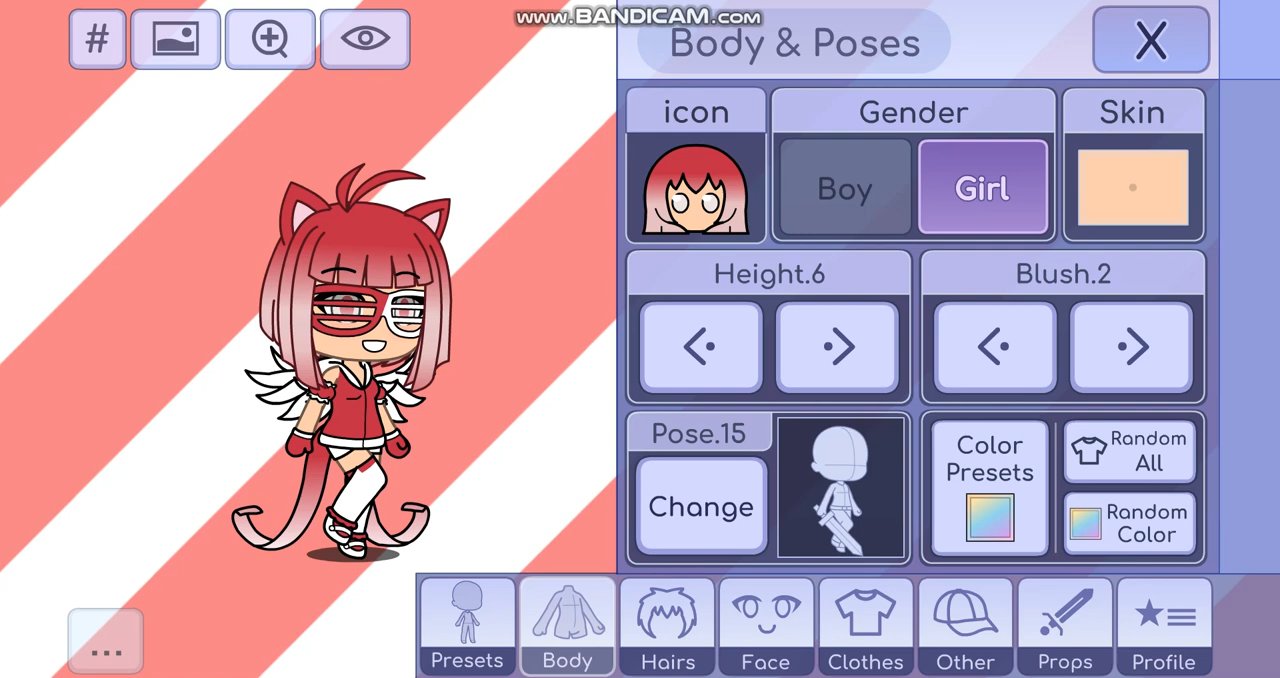 www.BANDICAM.com
#
Body & Poses
X
icon
Gender
Skin
Boy
Girl
Height.6
Blush.2
Pose.15
Change
Color
Presets
Random
All
Random
Color
...
Presets
Body
Hairs
Face
Clothes
Other
Props
Profile